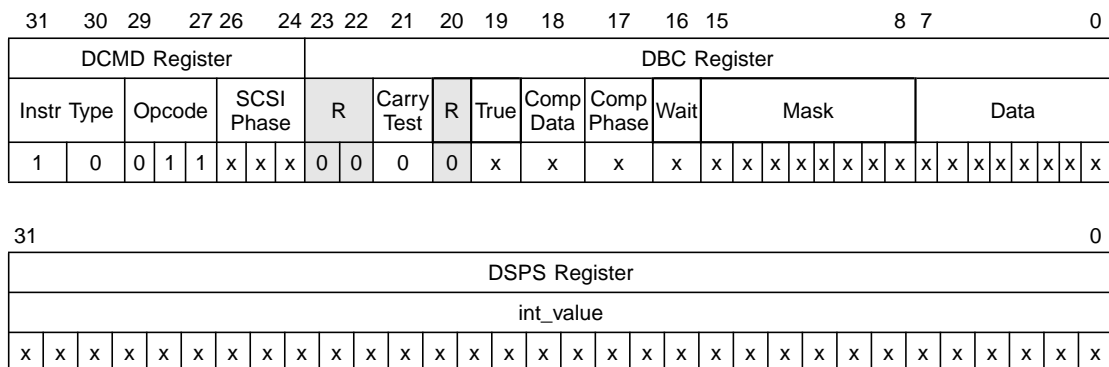 31 30 29 27 26 24 23 22 21 20 19 18 17 16 15 8 7 0
DCMD Register DBC Register
Instr Type Opcode SCSI Phase R Carry Test R True Comp Data Comp Phase Wait Mask Data
1 0 0 1 1 x x x 0 0 0 0 x x x x x x x x x x x x x x x x x x x x
31 0
DSPS Register
int_value
x x x x x x x x x x x x x x x x x x x x x x x x x x x x x x x x